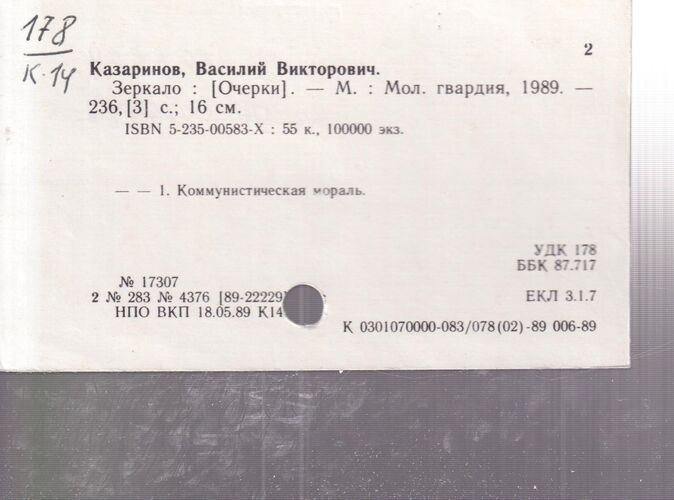 178
К-14
2
Казаринов, Василий Викторович.
Зеркало : [Очерки]. — М. : Мол. гвардия, 1989. —
236,[3] с.; 16 см.
ISBN 5-235-00583-X : 55 к., 100000 экз.
— — 1. Коммунистическая мораль.
УДК 178
ББК 87.717
№ 17307
2 № 283 № 4376 [89-22229]
ЕКЛ 3.1.7
НПО ВКП 18.05.89 К14
К 0301070000-083/078(02)-89 006-89